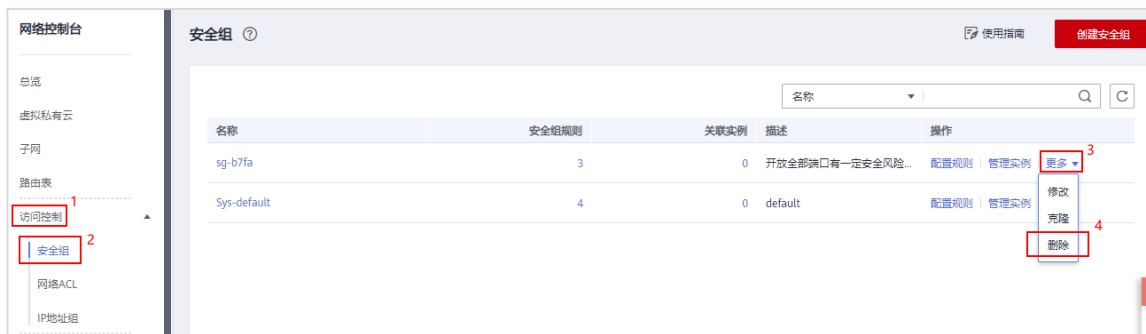 网络控制台
安全组 ?
使用指南
创建安全组
总览
虚拟私有云
子网
路由表
访问控制
1
安全组
2
网络ACL
IP地址组
名称
名称 安全组规则 关联实例 描述 操作
sg-b7fa 3 0 开放全部端口有一定安全风险... 配置规则 管理实例 更多
3
Sys-default 4 0 default 配置规则 管理实例
修改
克隆
删除
4